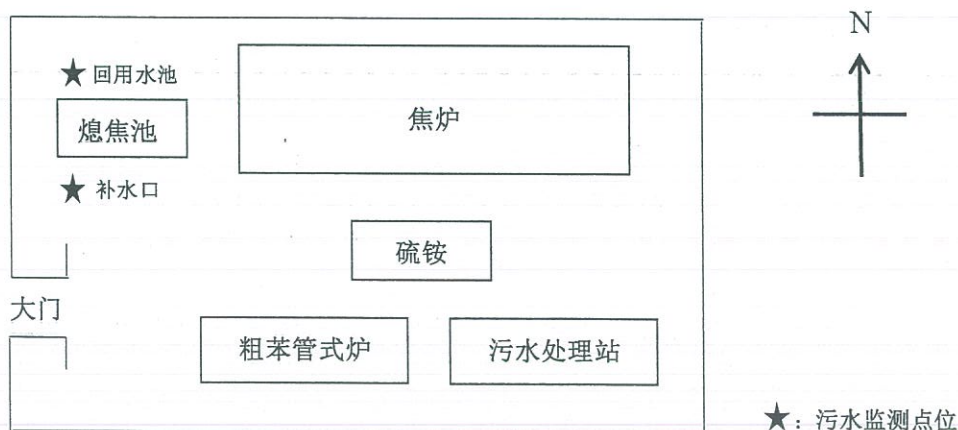 N
回用水池
熄焦池
焦炉
补水口
硫铵
大门
粗苯管式炉
污水处理站
★：污水监测点位